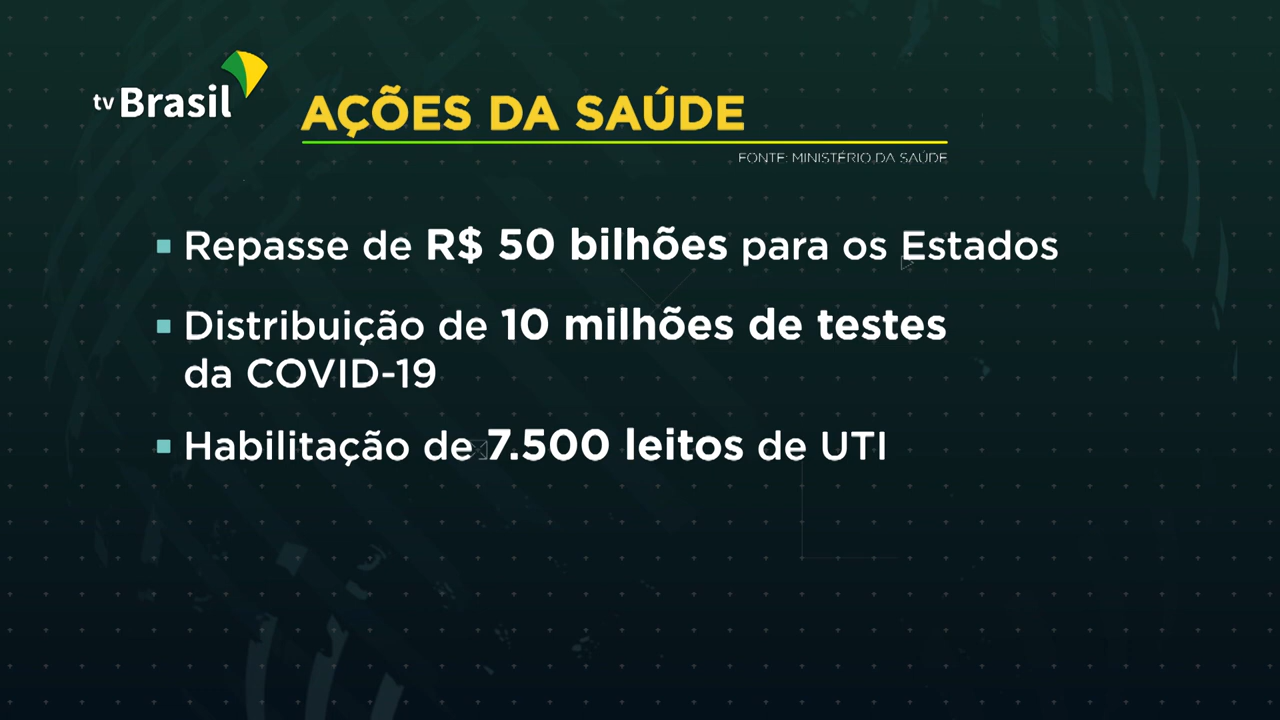 tv Brasil
AÇÕES DA SAÚDE
FONTE: MINISTÉRIO DA SAÚDE
Repasse de R$ 50 bilhões para os Estados
Distribuição de 10 milhões de testes
da COVID-19
Habilitação de 7.500 leitos de UTI